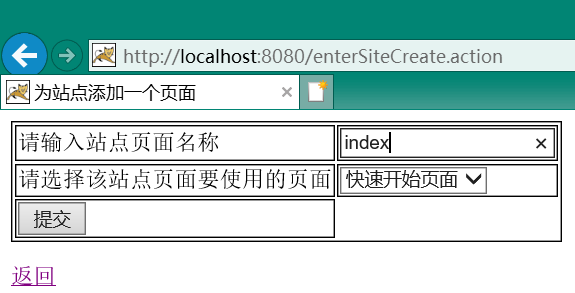 http://localhost:8080/enterSiteCreate.action
为站点添加一个页面
请输入站点页面名称 index
请选择该站点页面要使用的页面 快速开始页面
提交
返回